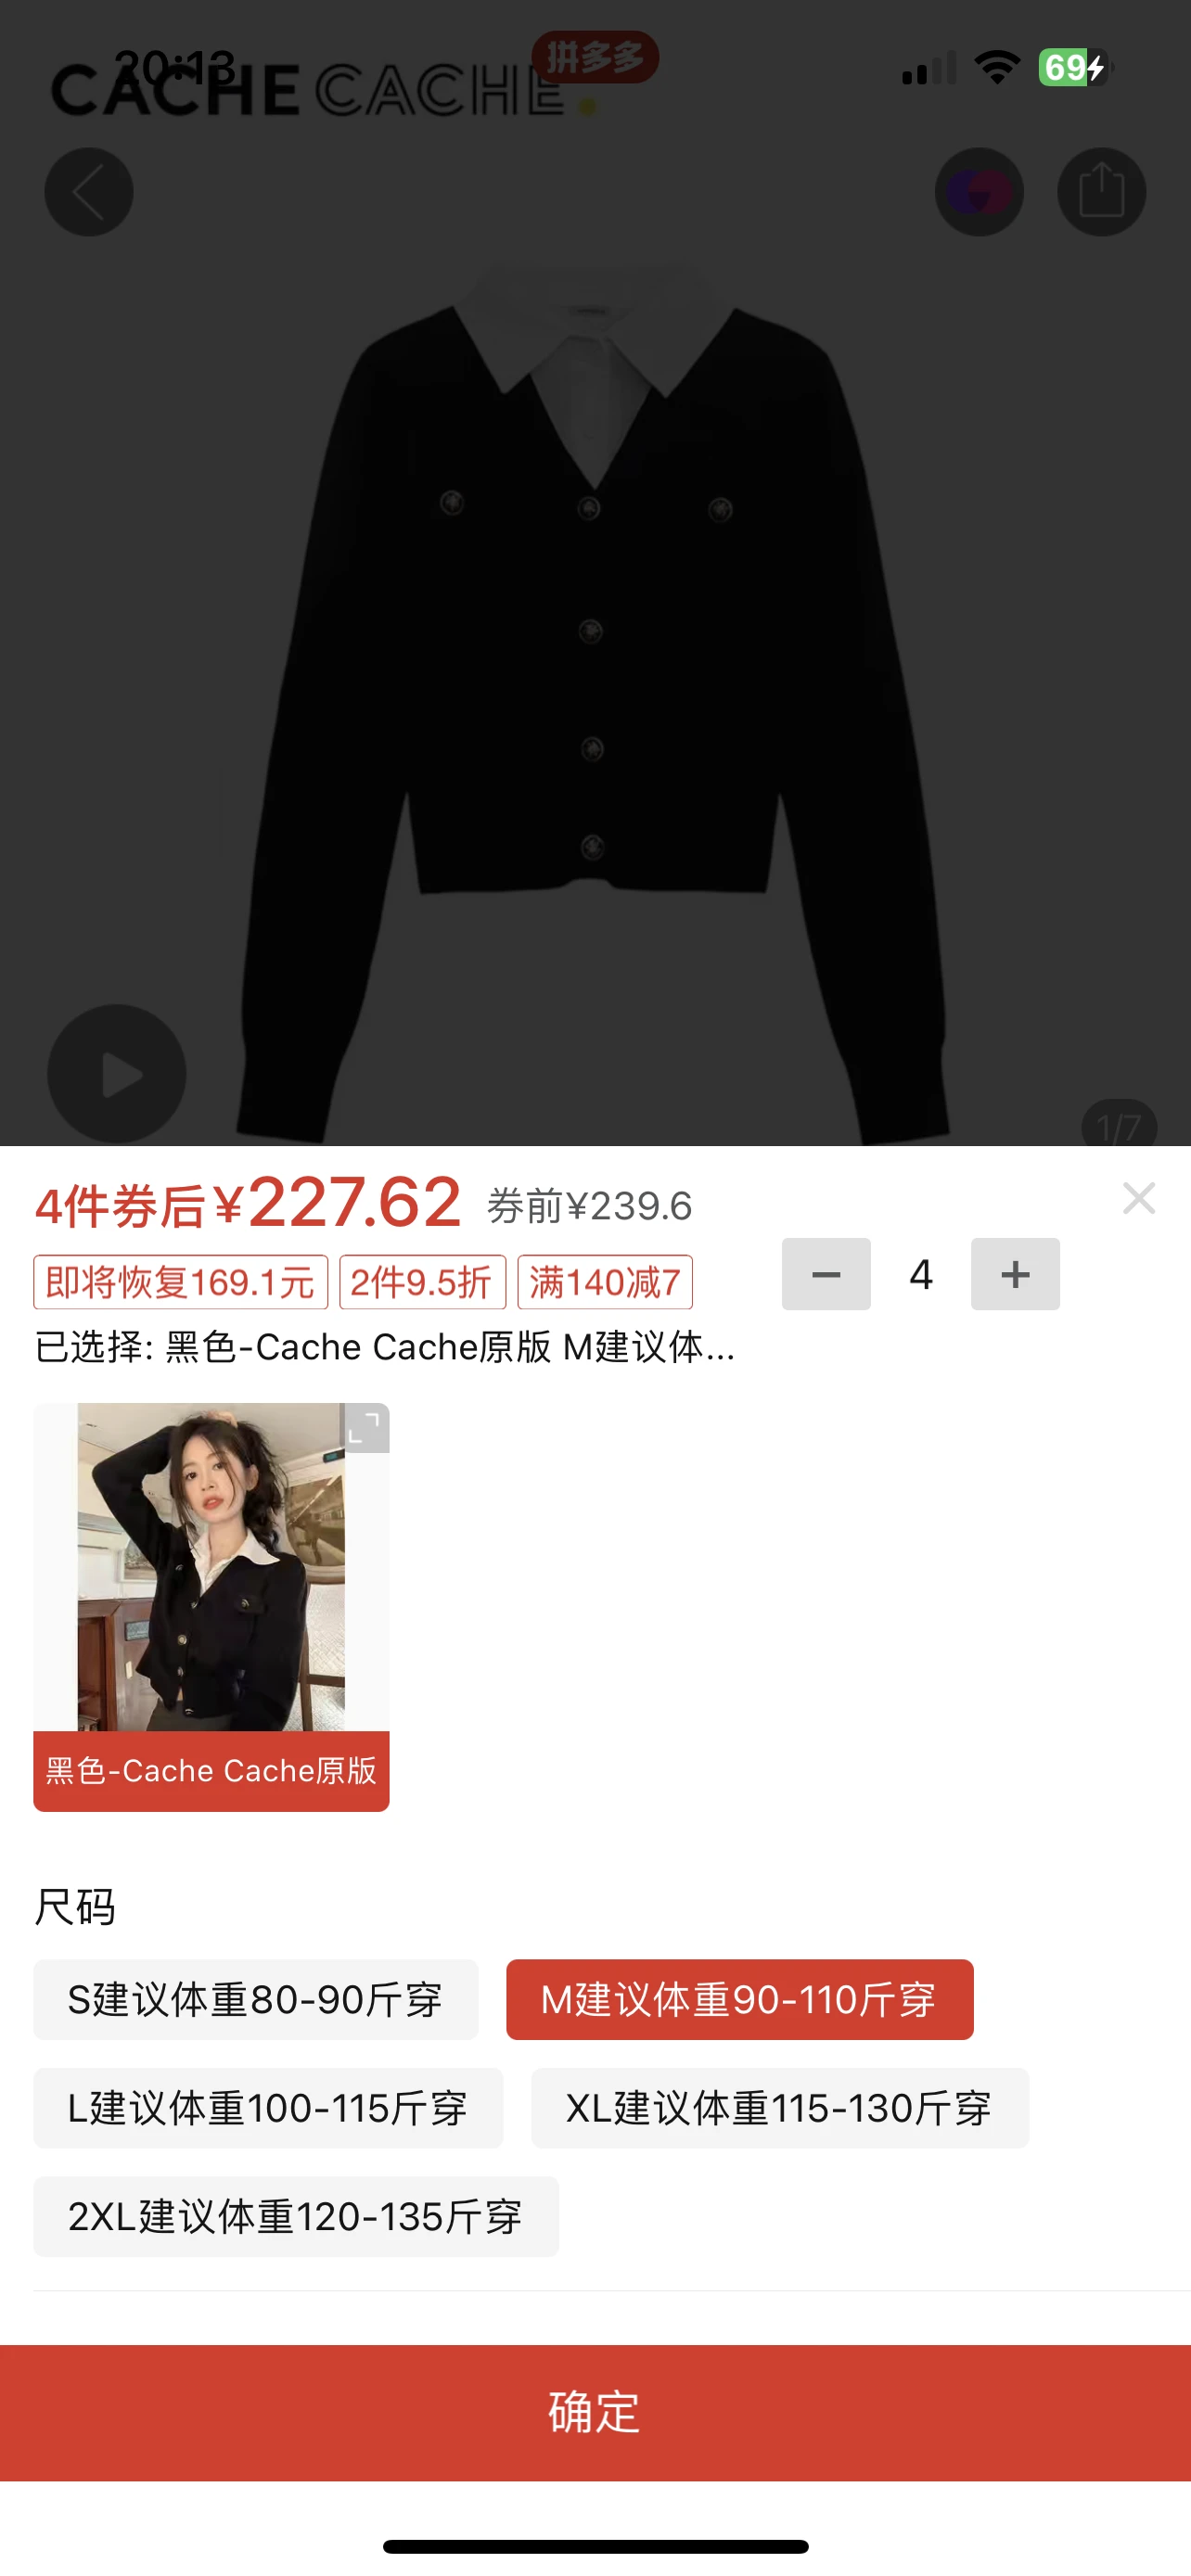 20:13
拼多多
69
CACHE CACHE
1/7
4件券后¥227.62 券前¥239.6
即将恢复169.1元 2件9.5折 满140减7
4
已选择: 黑色-Cache Cache原版 M建议体...
黑色-Cache Cache原版
尺码
S建议体重80-90斤穿 M建议体重90-110斤穿
L建议体重100-115斤穿 XL建议体重115-130斤穿
2XL建议体重120-135斤穿
确定